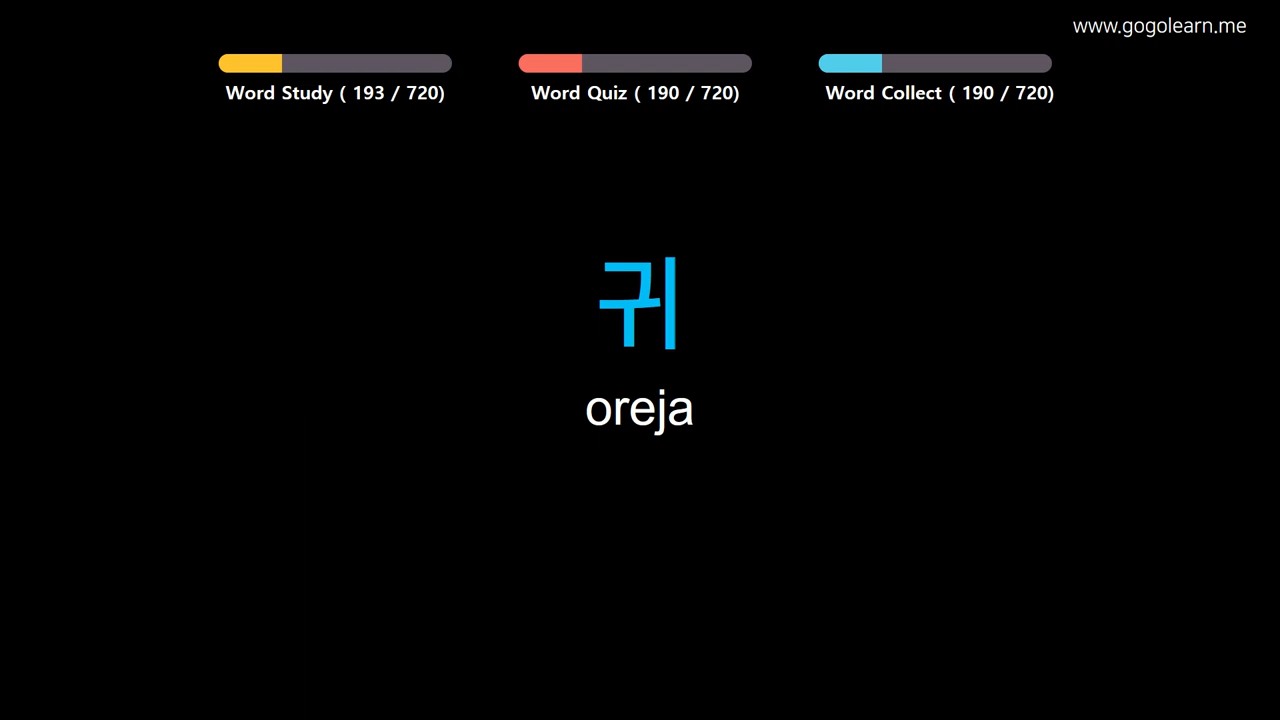 www.gogolearn.me
Word Study ( 193 / 720)
Word Quiz ( 190 / 720)
Word Collect ( 190 / 720)
귀
oreja